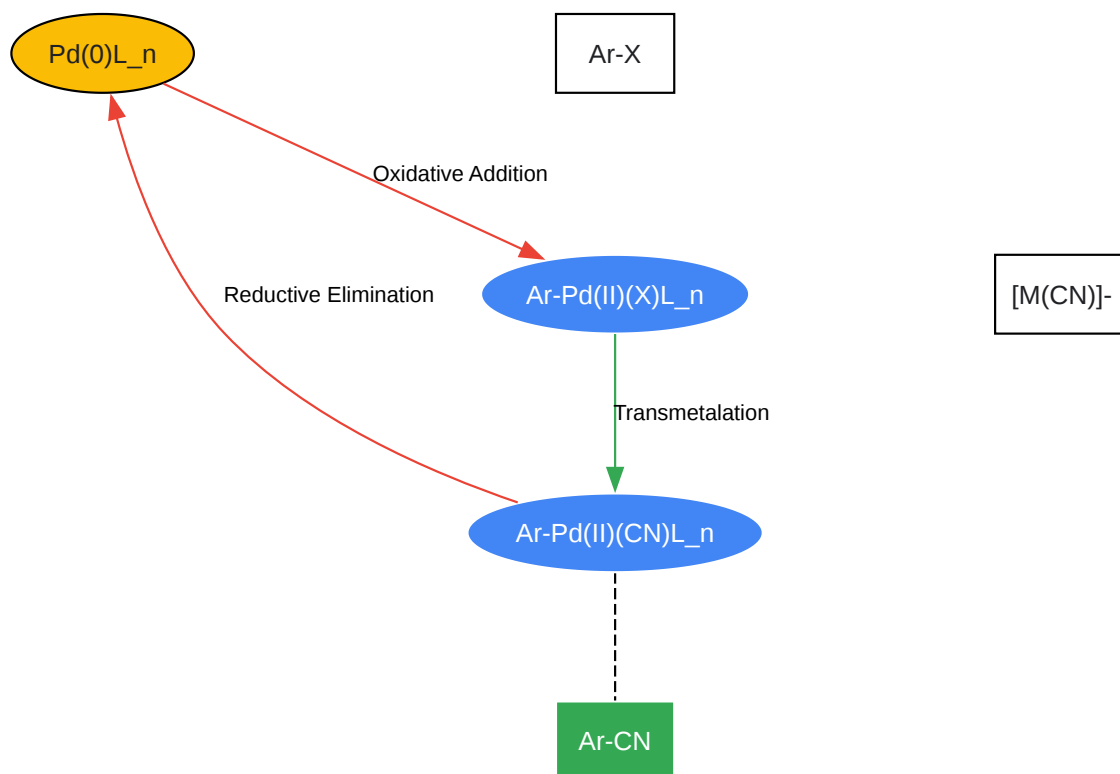 Pd(0)L_n
Ar-X
Oxidative Addition
Ar-Pd(II)(X)L_n
Reductive Elimination
[M(CN)]-
Transmetalation
Ar-Pd(II)(CN)L_n
Ar-CN